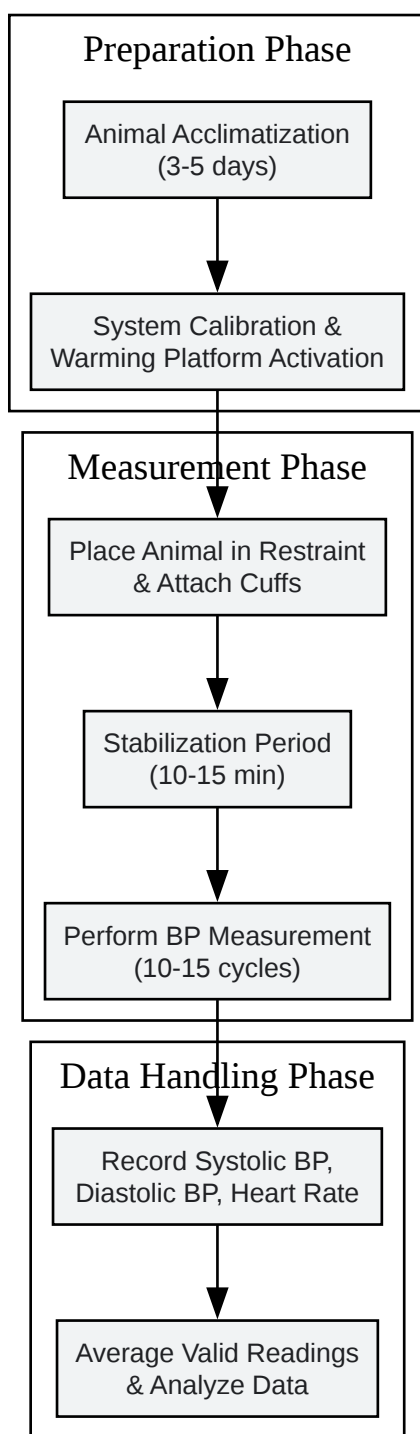 Preparation Phase
Animal Acclimatization
(3-5 days)
System Calibration &
Warming Platform Activation
Measurement Phase
Place Animal in Restraint
& Attach Cuffs
Stabilization Period
(10-15 min)
Perform BP Measurement
(10-15 cycles)
Data Handling Phase
Record Systolic BP,
Diastolic BP, Heart Rate
Average Valid Readings
& Analyze Data